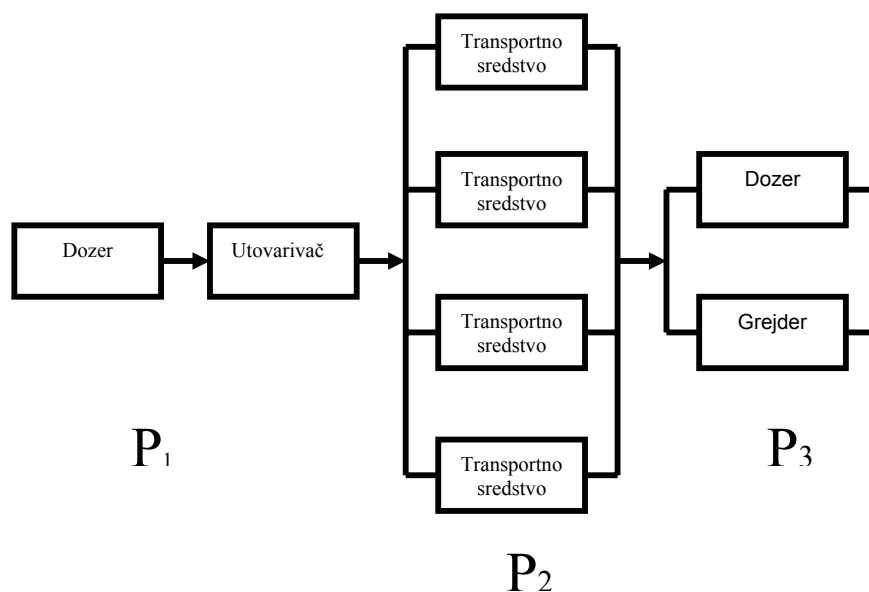 Dozer
Utovarivač
Transportno
sredstvo
Transportno
sredstvo
Transportno
sredstvo
Transportno
sredstvo
Dozer
Grejder
P1
P2
P3